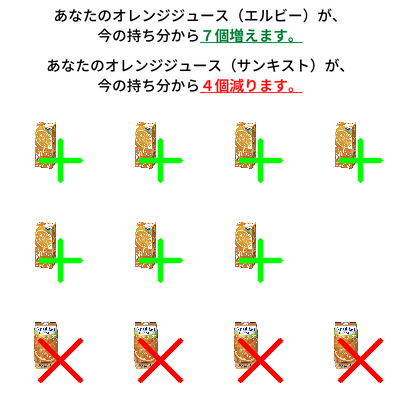 あなたのオレンジジュース（エルビー）が、
今の持ち分から７個増えます。
あなたのオレンジジュース（サンキスト）が、
今の持ち分から４個減ります。